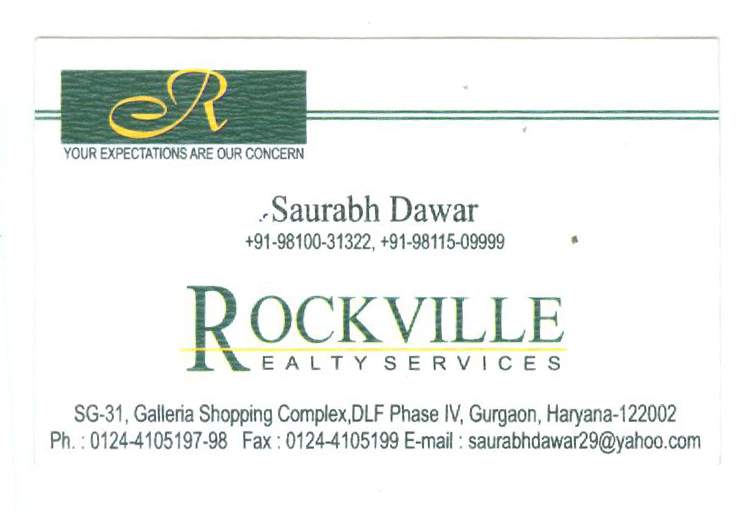 R
YOUR EXPECTATIONS ARE OUR CONCERN
Saurabh Dawar
+91-98100-31322, +91-98115-09999
ROCKVILLE
REALTY SERVICES
SG-31, Galleria Shopping Complex,DLF Phase IV, Gurgaon, Haryana-122002
Ph. : 0124-4105197-98 Fax : 0124-4105199 E-mail : saurabhdawar29@yahoo.com